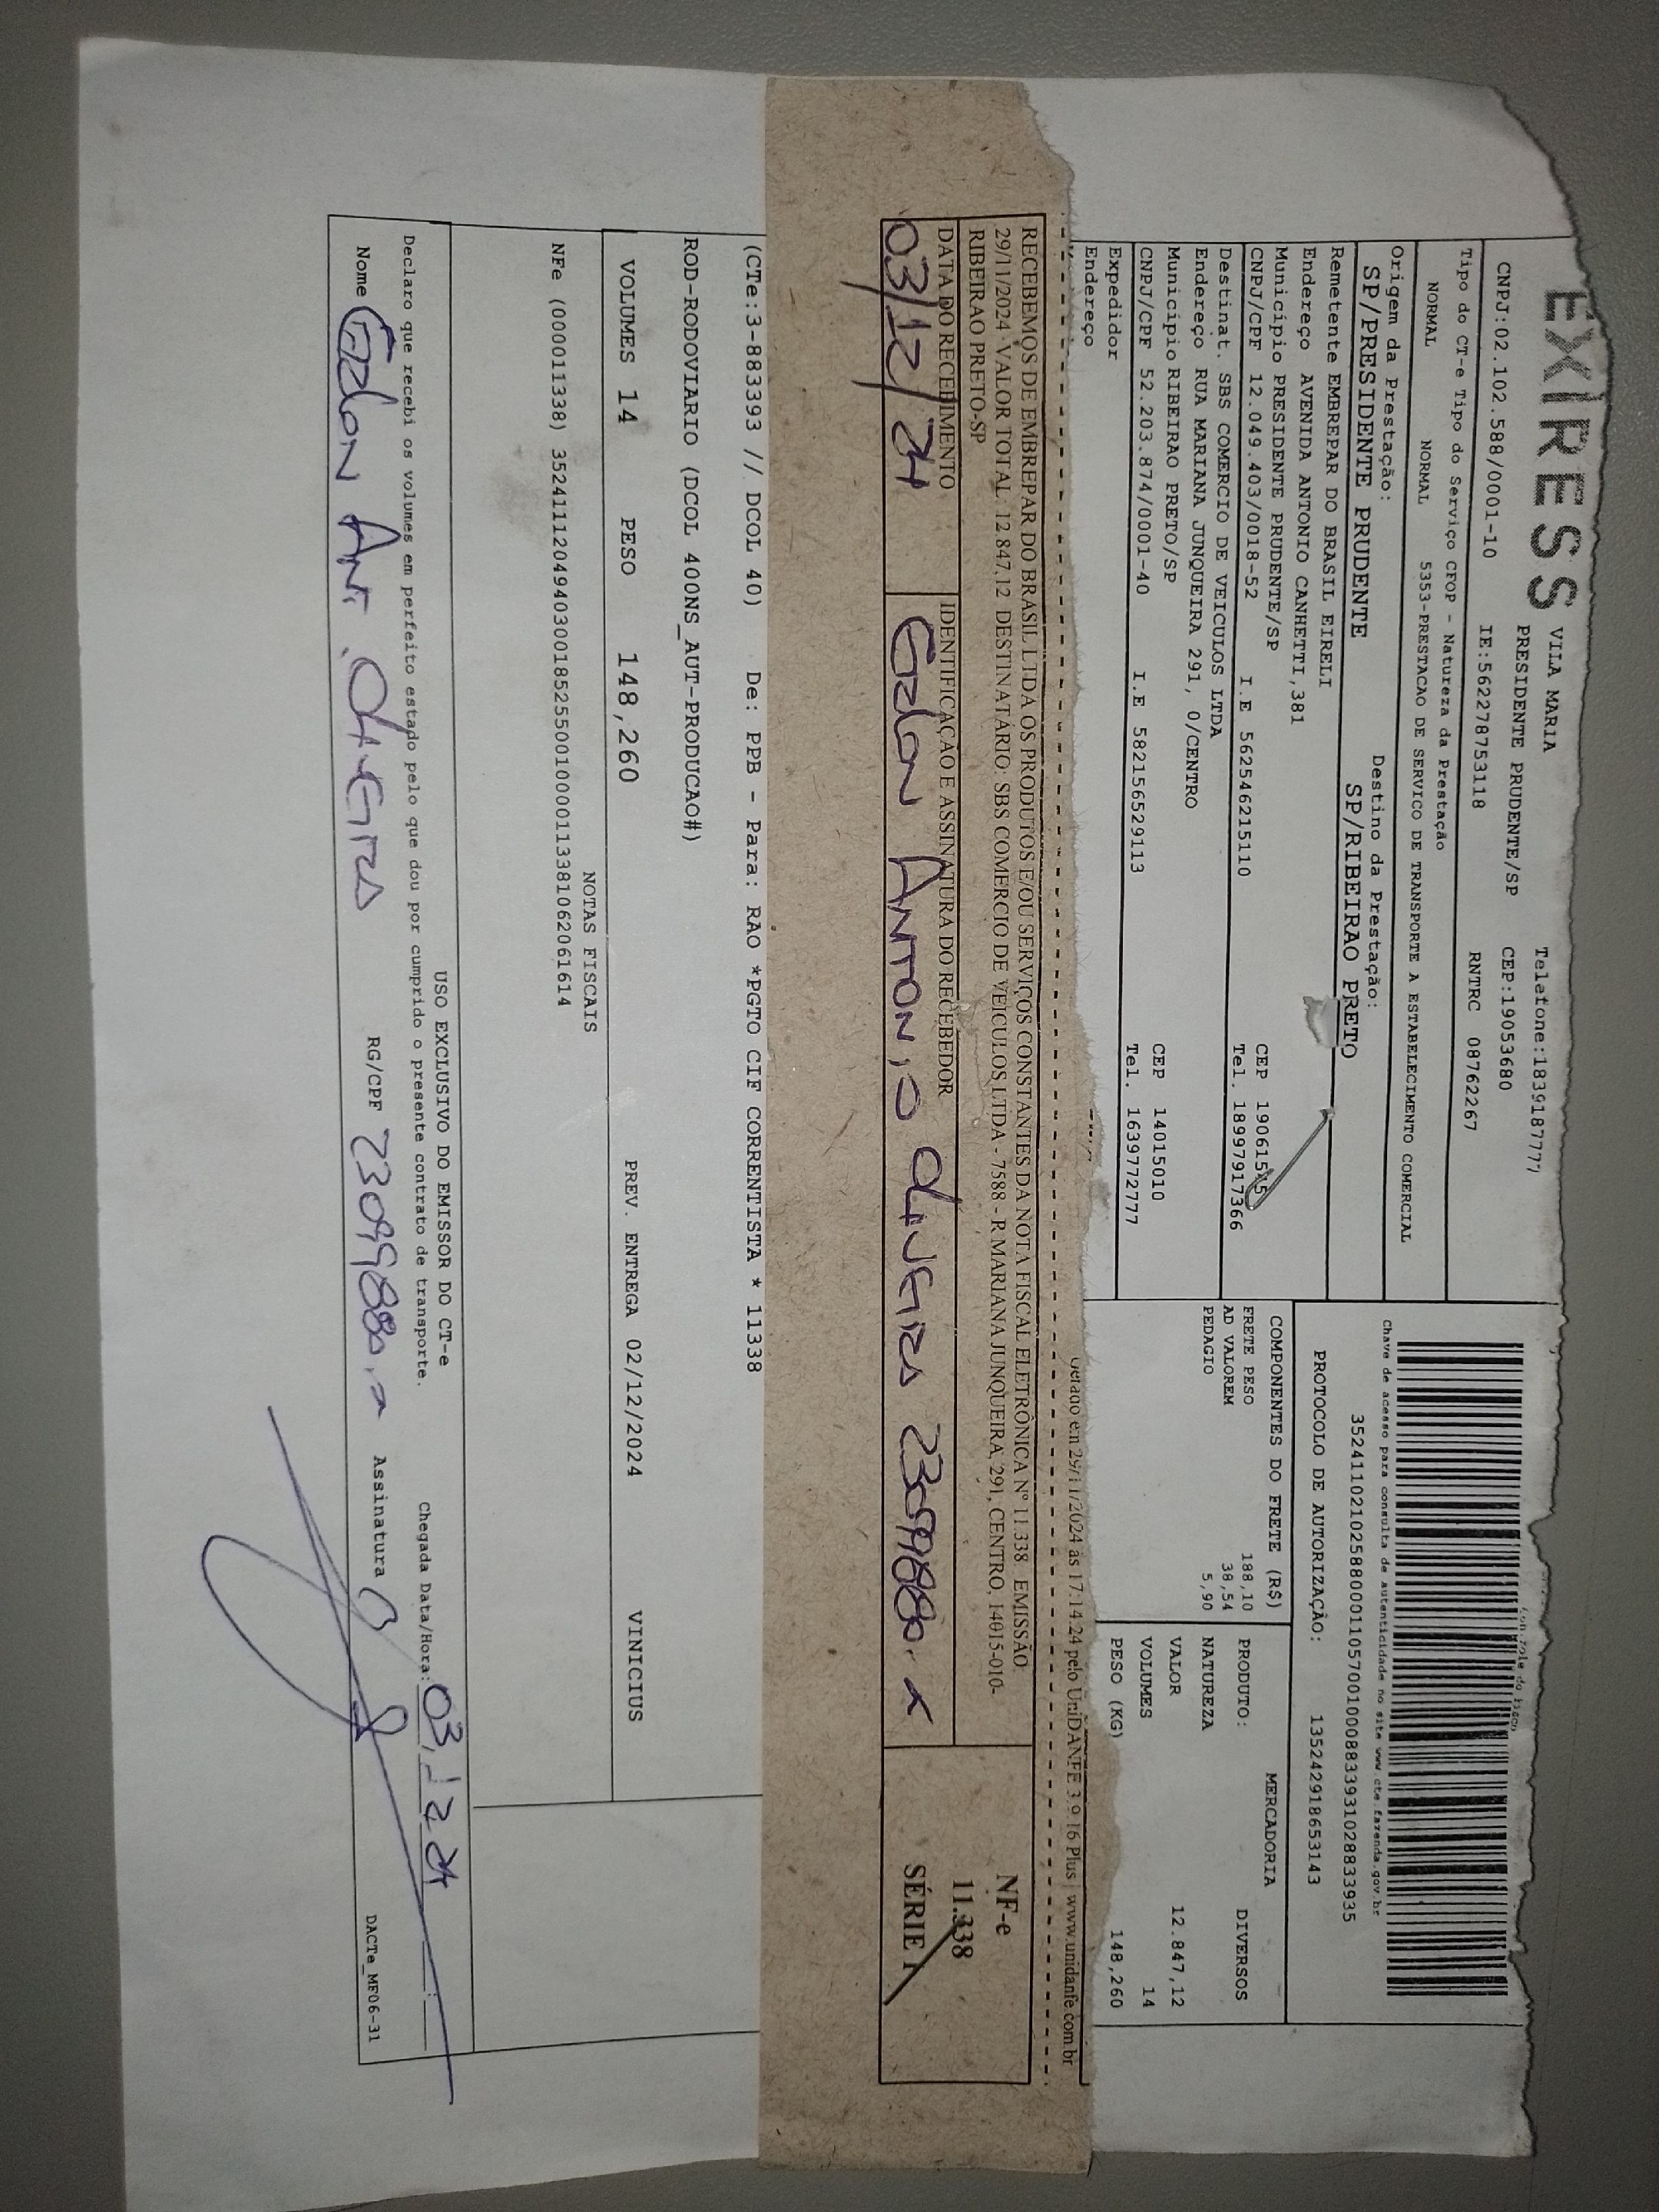 EXPRESS
VILA MARIA
PRESIDENTE PRUDENTE/SP
Telefone:1839187777
CEP:19053680
CNPJ:02.102.588/0001-10 IE:562278753118 RNTRC 08762267
Tipo do CT-e Tipo do Serviço CFOP - Natureza da Prestação
NORMAL NORMAL 5353-PRESTACAO DE SERVICO DE TRANSPORTE A ESTABELECIMENTO COMERCIAL
Origem da Prestação: Destino da Prestação:
SP/PRESIDENTE PRUDENTE SP/RIBEIRAO PRETO
Remetente EMBREPAR DO BRASIL EIRELI
Endereço AVENIDA ANTONIO CANHETTI,381
Município PRESIDENTE PRUDENTE/SP CEP 19061515
CNPJ/CPF 12.049.403/0018-52 I.E 562546215110 Tel. 18997917366
Destinat. SBS COMERCIO DE VEICULOS LTDA
Endereço RUA MARIANA JUNQUEIRA 291, 0/CENTRO
Município RIBEIRAO PRETO/SP CEP 14015010
CNPJ/CPF 52.203.874/0001-40 I.E 582156529113 Tel. 1639772777
Expedidor
Endereço
Controle do Fisco
Chave de acesso para consulta de autenticidade no site www.cte.fazenda.gov.br
35241102102588000110570010008833931028833935
PROTOCOLO DE AUTORIZAÇÃO: 135242918653143
COMPONENTES DO FRETE (R$)
FRETE PESO 188,10
AD VALOREM 38,54
PEDAGIO 5,90
MERCADORIA
PRODUTO: DIVERSOS
NATUREZA
VALOR 12.847,12
VOLUMES 14
PESO (KG) 148,260
Gerado em 29/11/2024 às 17:14:24 pelo UniDANFE 3.9.16 Plus | www.unidanfe.com.br
RECEBEMOS DE EMBREPAR DO BRASIL LTDA OS PRODUTOS E/OU SERVIÇOS CONSTANTES DA NOTA FISCAL ELETRÔNICA Nº 11.338 EMISSÃO:
29/11/2024 VALOR TOTAL: 12.847,12 DESTINATÁRIO: SBS COMERCIO DE VEICULOS LTDA - 7588 - R MARIANA JUNQUEIRA, 291, CENTRO, 14015-010-
RIBEIRAO PRETO-SP
DATA DO RECEBIMENTO IDENTIFICAÇÃO E ASSINATURA DO RECEBEDOR
03/12/24 Edson Antonio Oliveira
NF-e
11.338
SÉRIE 1
(CTe:3-883393 // DCOL 40) De: PPB - Para: RAO *PGTO CIF CORRENTISTA * 11338
ROD-RODOVIARIO (DCOL 400NS_AUT-PRODUCAO#)
VOLUMES 14 PESO 148,260 PREV. ENTREGA 02/12/2024 VINICIUS
NOTAS FISCAIS
NFe (000011338) 35241112049403001852550010000113381062061614
USO EXCLUSIVO DO EMISSOR DO CT-e
Declaro que recebi os volumes em perfeito estado pelo que dou por cumprido o presente contrato de transporte. Chegada Data/Hora: 03/12 24
Nome Edson Ant. Oliveira RG/CPF Assinatura
DACTe_MF06-31